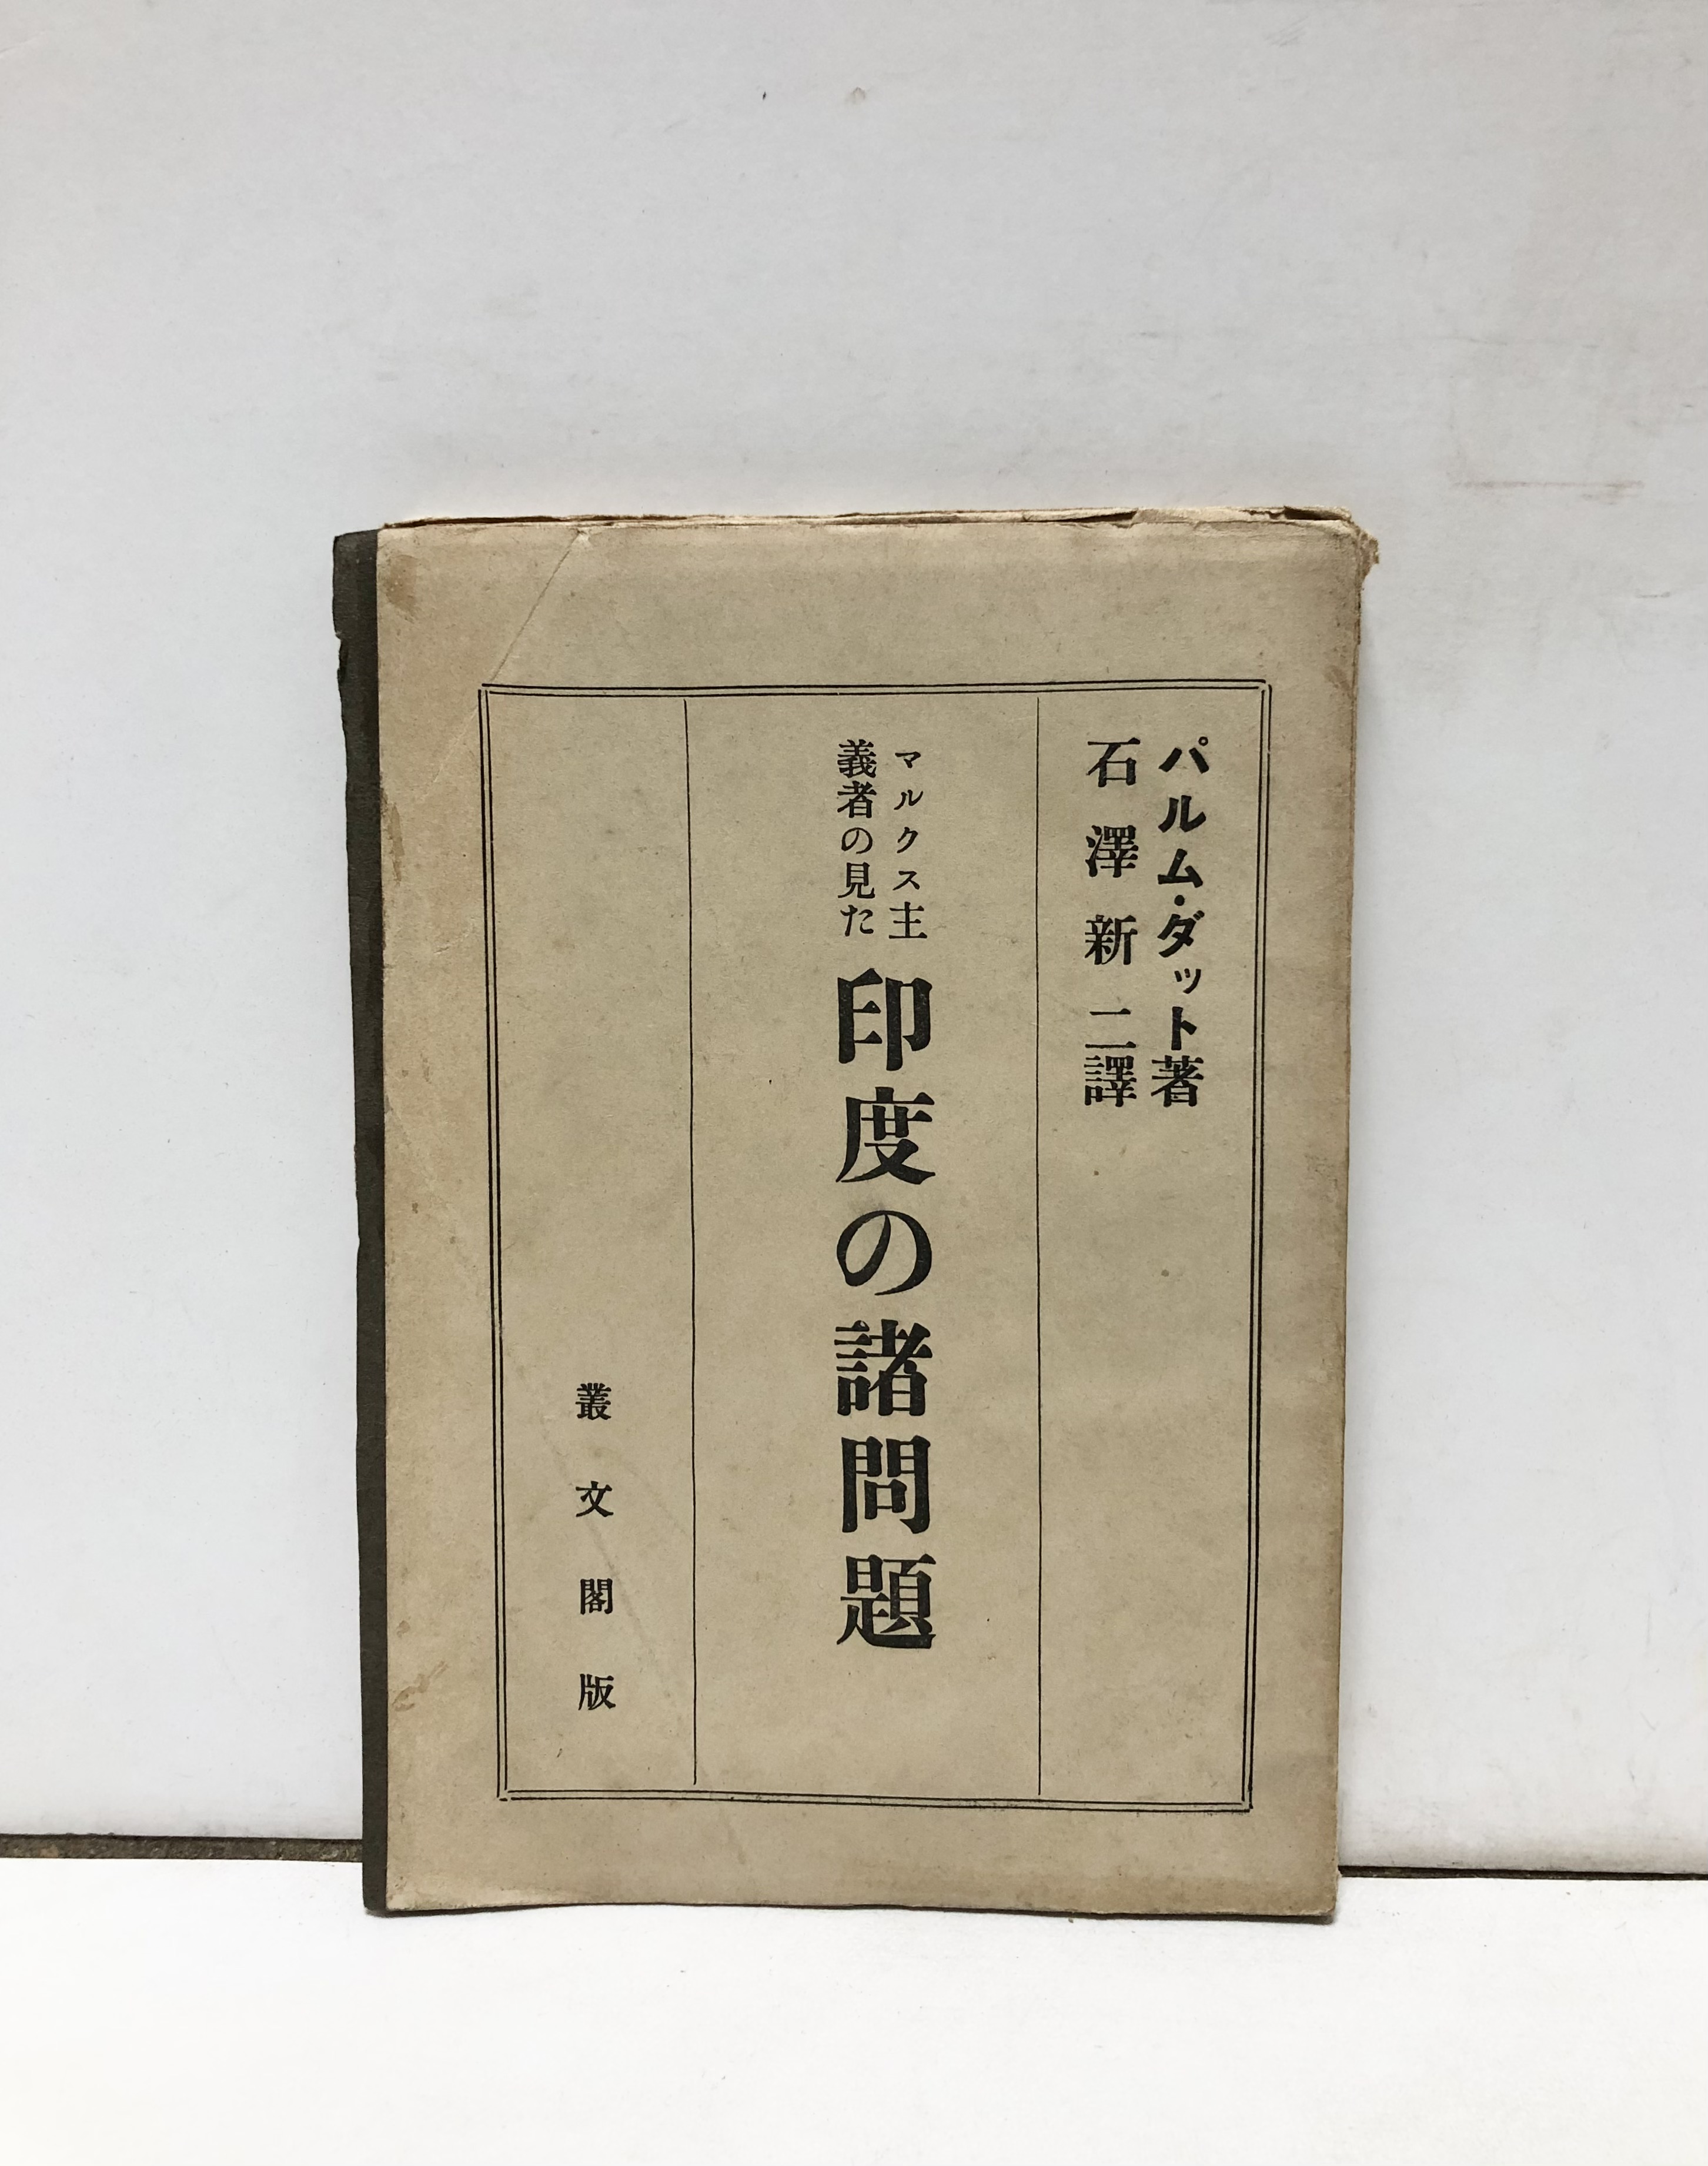 パルム・ダット著
石澤新二譯
マルクス主
義者の見た
印度の諸問題
叢文閣版